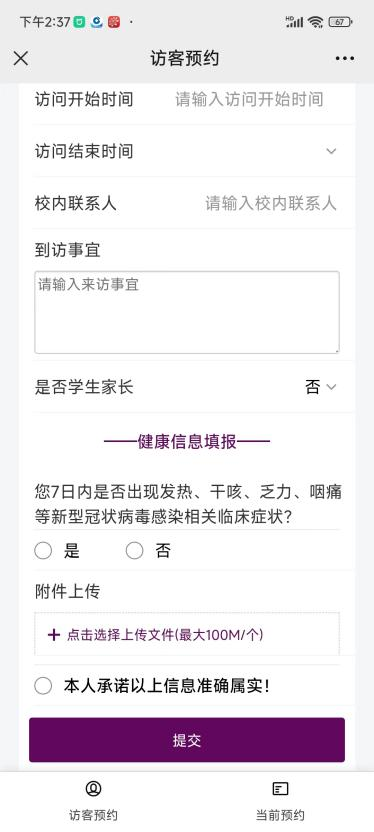 下午2:37
HD
67
访客预约
访问开始时间 请输入访问开始时间
访问结束时间
校内联系人 请输入校内联系人
到访事宜
请输入来访事宜
是否学生家长 否
健康信息填报
您7日内是否出现发热、干咳、乏力、咽痛
等新型冠状病毒感染相关临床症状?
是 否
附件上传
+ 点击选择上传文件(最大100M/个)
本人承诺以上信息准确属实!
提交
访客预约 当前预约